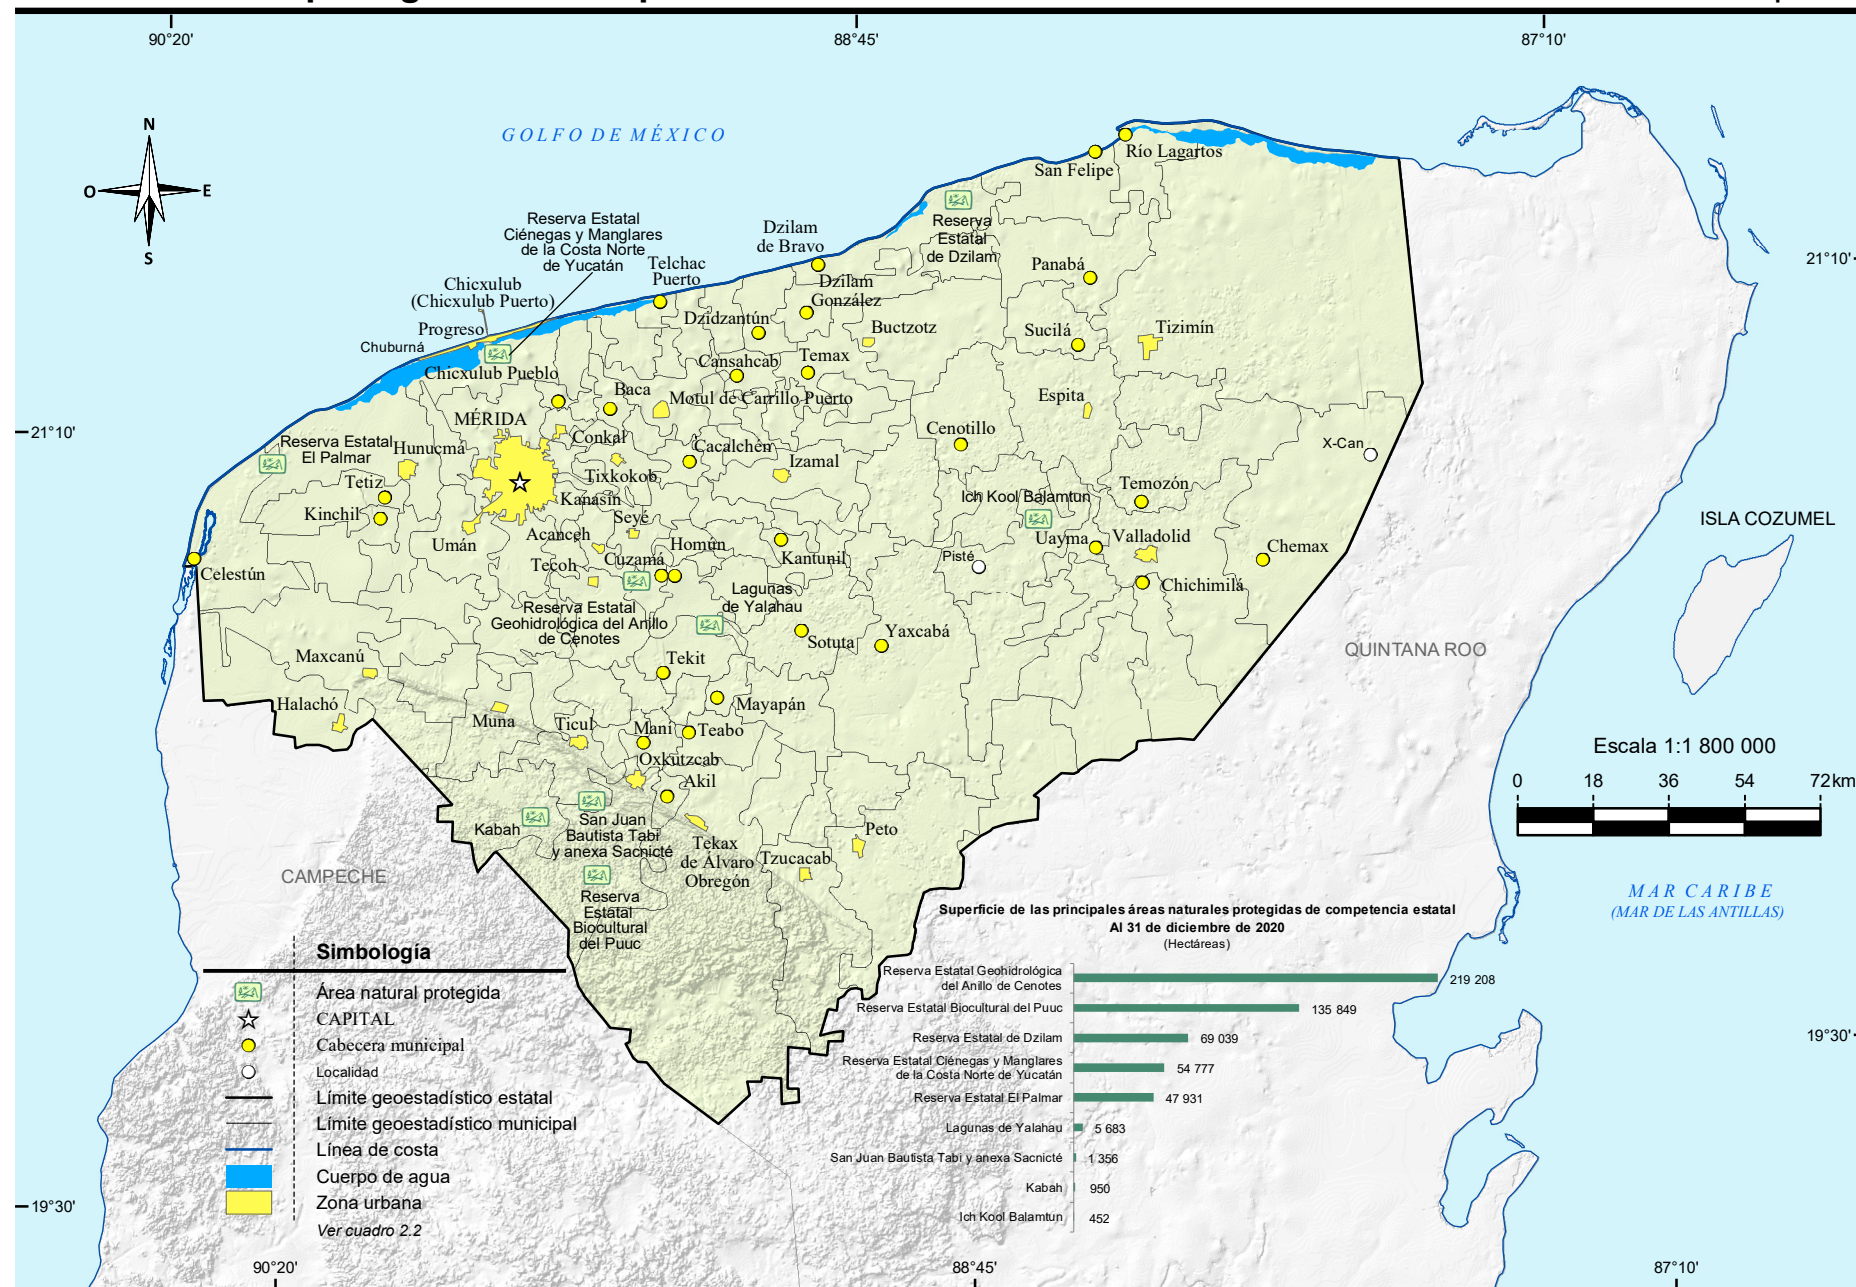 90°20'
88°45'
87°10'
N
O
E
S
GOLFO DE MÉXICO
Río Lagartos
San Felipe
Reserva
Estatal
de Dzilam
Reserva Estatal
Ciénegas y Manglares
de la Costa Norte
de Yucatán
Dzilam
de Bravo
Telchac
Puerto
Panabá
21°10'
Chicxulub
(Chicxulub Puerto)
Dzilam
González
Progreso
Dzidzantún
Buctzotz
Sucilá
Tizimín
Chuburná
Chicxulub Pueblo
Cansahcab
Temax
Baca
Motul de Carrillo Puerto
Espita
MÉRIDA
21°10'
Reserva Estatal
El Palmar
Hunucmá
Conkal
Cacalchén
Cenotillo
X-Can
Izamal
Tetiz
Tixkokob
Temozón
Kinchil
Kanasín
Ich Kool Balamtun
Seyé
ISLA COZUMEL
Umán
Acanceh
Homún
Kantunil
Uayma
Valladolid
Chemax
Celestún
Tecoh
Cuzamá
Pisté
Lagunas
de Yalahau
Chichimilá
Reserva Estatal
Geohidrológica del Anillo
de Cenotes
Sotuta
Yaxcabá
Maxcanú
Tekit
QUINTANA ROO
Halachó
Mayapán
Muna
Ticul
Maní
Teabo
Oxkutzcab
Akil
Escala 1:1 800 000
0 18 36 54 72km
Kabah
San Juan
Bautista Tabi
y anexa Sacnicté
Peto
Tekax
de Álvaro
Obregón
Tzucacab
CAMPECHE
Reserva
Estatal
Biocultural
del Puuc
MAR CARIBE
(MAR DE LAS ANTILLAS)
Simbología
Área natural protegida
CAPITAL
Cabecera municipal
Localidad
Límite geoestadístico estatal
Límite geoestadístico municipal
Línea de costa
Cuerpo de agua
Zona urbana
Ver cuadro 2.2
Superficie de las principales áreas naturales protegidas de competencia estatal
Al 31 de diciembre de 2020
(Hectáreas)
Reserva Estatal Geohidrológica
del Anillo de Cenotes
219 208
Reserva Estatal Biocultural del Puuc
135 849
Reserva Estatal de Dzilam
69 039
Reserva Estatal Ciénegas y Manglares
de la Costa Norte de Yucatán
54 777
Reserva Estatal El Palmar
47 931
Lagunas de Yalahau
5 683
San Juan Bautista Tabi y anexa Sacnicté
1 356
Kabah
950
Ich Kool Balamtun
452
19°30'
19°30'
90°20'
88°45'
87°10'